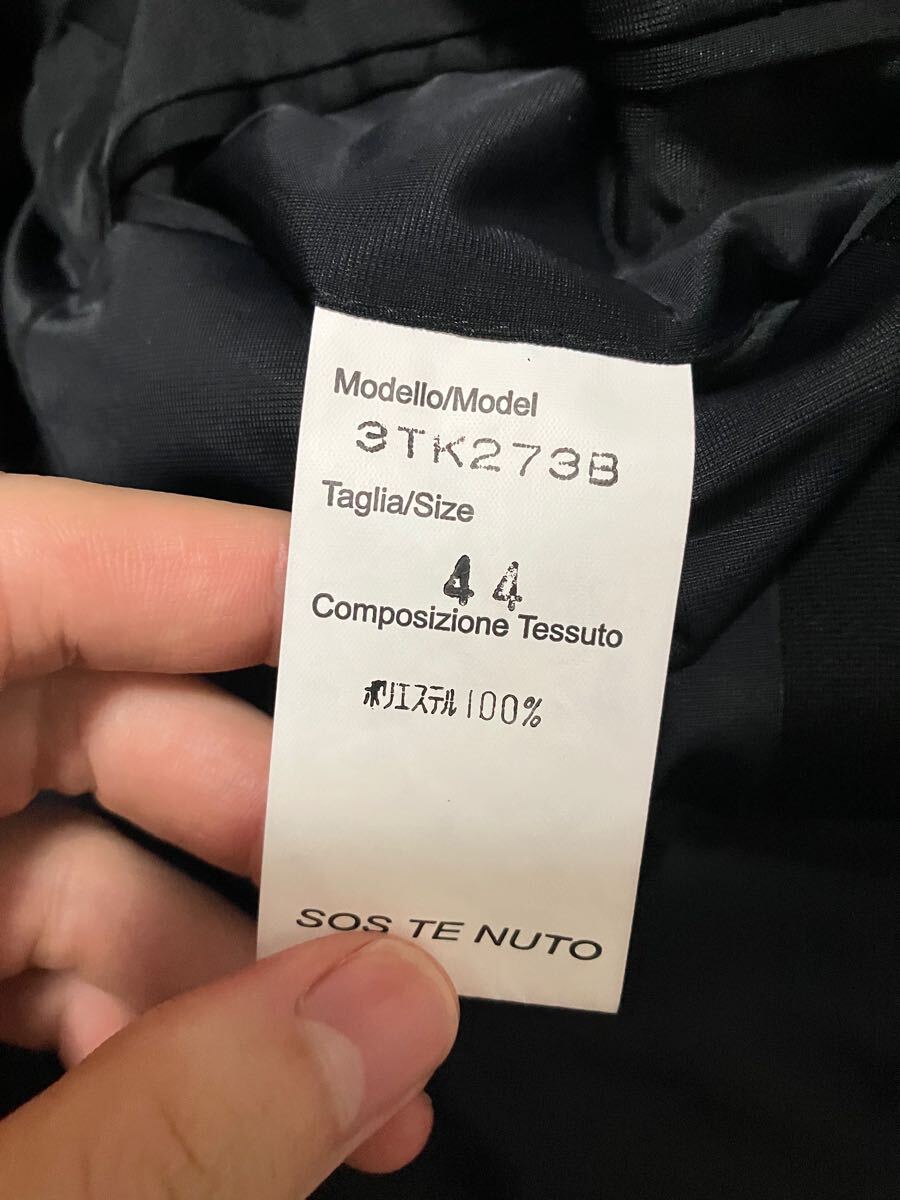 Modello/Model
3TK273B
Taglia/Size
44
Composizione Tessuto
ポリエステル100%
SOS TE NUTO